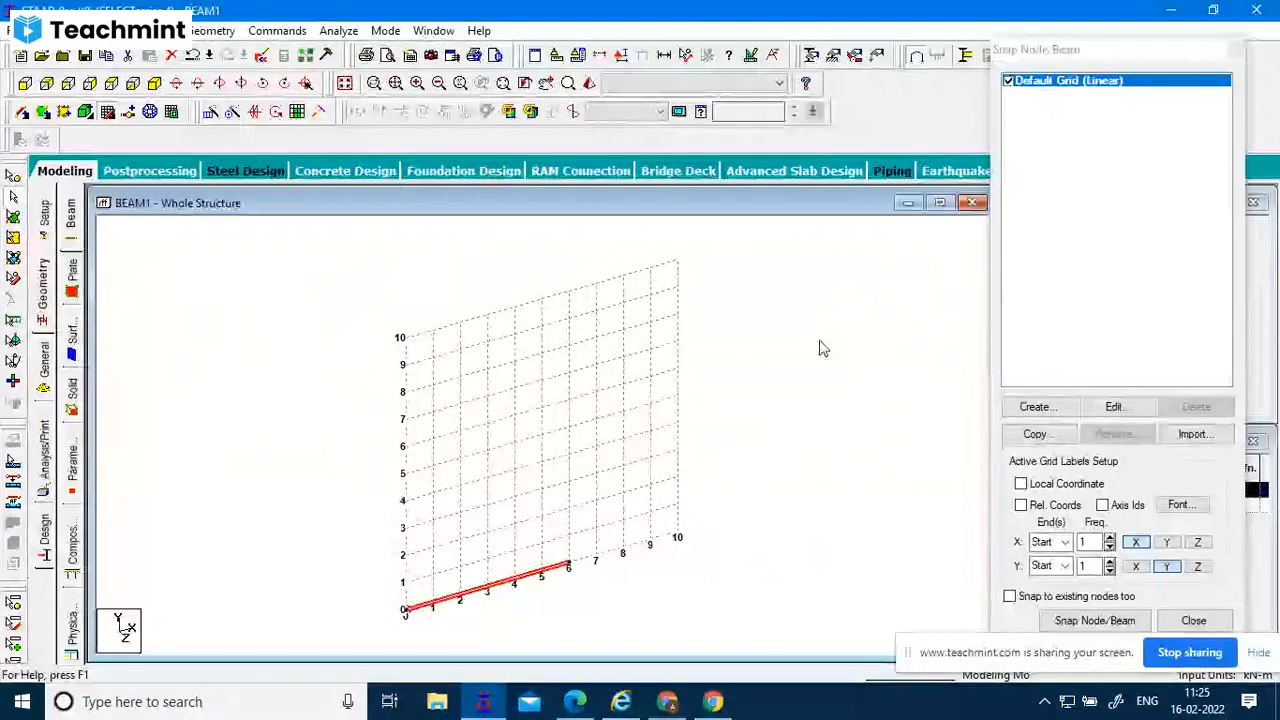 Teachmint
Geometry Commands Analyze Mode Window Help
Snap Node/Beam
Default Grid (Linear)
Modeling Postprocessing Steel Design Concrete Design Foundation Design RAM Connection Bridge Deck Advanced Slab Design Piping Earthquake
BEAM1 - Whole Structure
Setup
Geometry
General
Analysis/Print
Design
Beam
Plate
Surf...
Solid
Parame...
Compos...
Physica...
10
9
8
7
6
5
4
3
2
1
0
0 1 2 3 4 5 6 7 8 9 10
Y
X
Z
Create... Edit... Delete
Copy... Rename... Import...
Active Grid Labels Setup
Local Coordinate
Rel. Coords Axis Ids Font...
End(s) Freq.
X: Start 1 X Y Z
Y: Start 1 X Y Z
Snap to existing nodes too
Snap Node/Beam Close
www.teachmint.com is sharing your screen. Stop sharing Hide
For Help, press F1
Modeling Mo Input Units: kN-m
Type here to search
ENG
11:25
16-02-2022